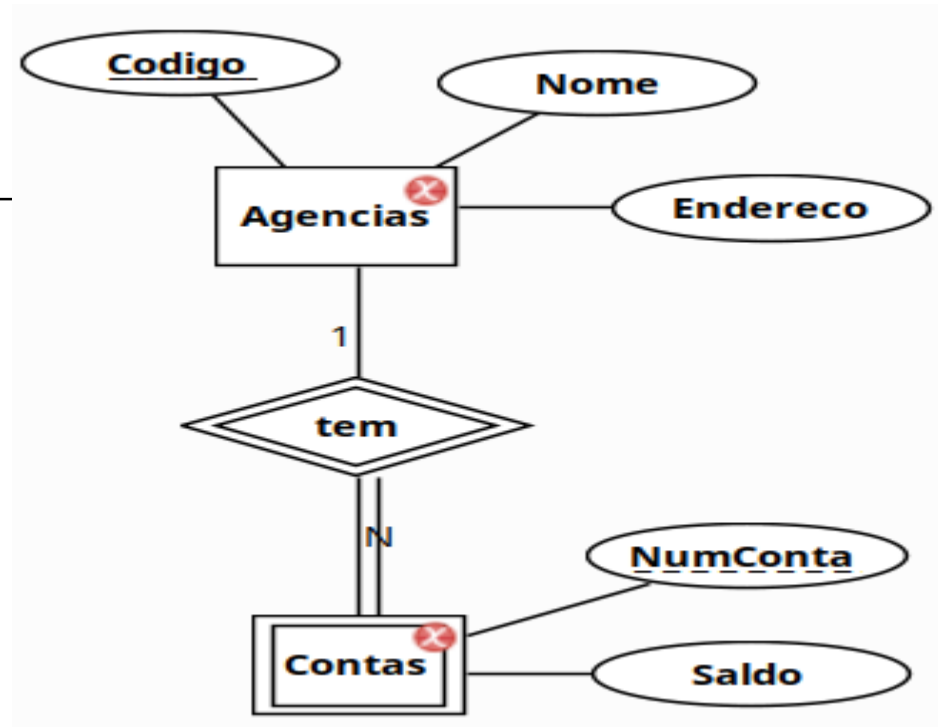 Codigo
Nome
Agencias
Endereco
1
tem
N
NumConta
Contas
Saldo